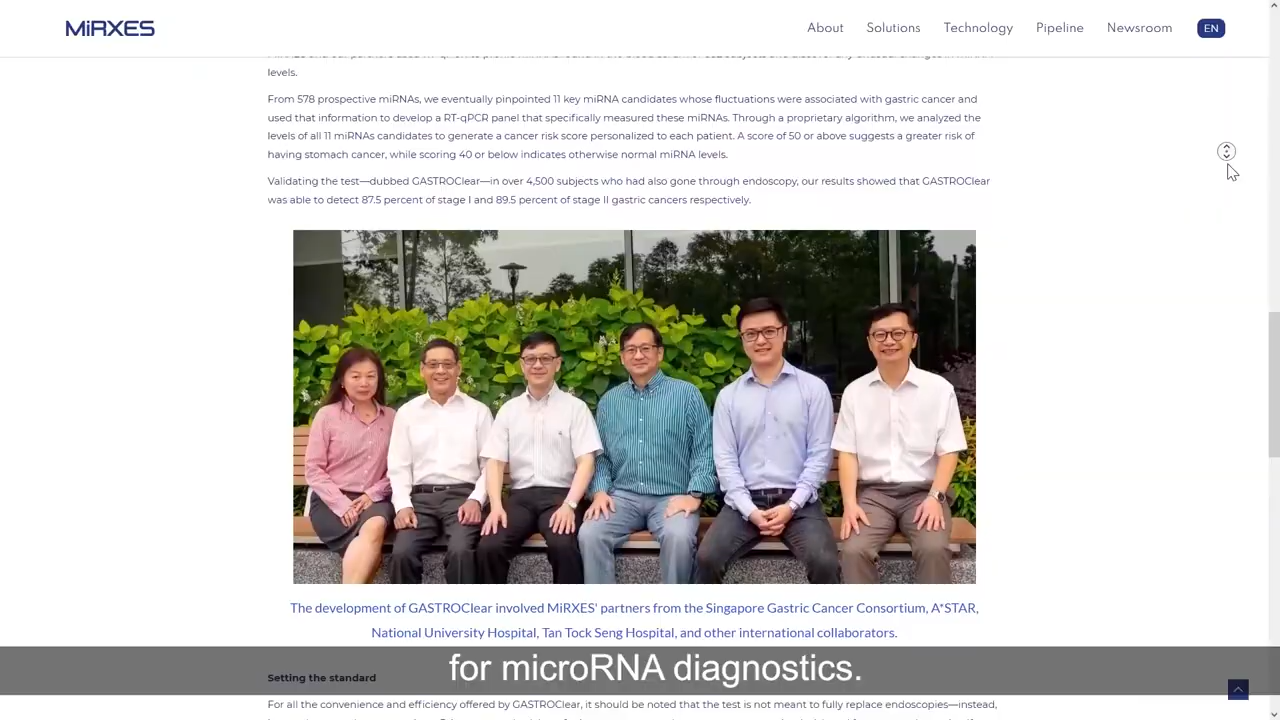 MiRXES
About Solutions Technology Pipeline Newsroom EN
levels.
From 578 prospective miRNAs, we eventually pinpointed 11 key miRNA candidates whose fluctuations were associated with gastric cancer and
used that information to develop a RT-qPCR panel that specifically measured these miRNAs. Through a proprietary algorithm, we analyzed the
levels of all 11 miRNAs candidates to generate a cancer risk score personalized to each patient. A score of 50 or above suggests a greater risk of
having stomach cancer, while scoring 40 or below indicates otherwise normal miRNA levels.
Validating the test—dubbed GASTROClear—in over 4,500 subjects who had also gone through endoscopy, our results showed that GASTROClear
was able to detect 87.5 percent of stage I and 89.5 percent of stage II gastric cancers respectively.
The development of GASTROClear involved MiRXES' partners from the Singapore Gastric Cancer Consortium, A*STAR,
National University Hospital, Tan Tock Seng Hospital, and other international collaborators.
for microRNA diagnostics.
Setting the standard
For all the convenience and efficiency offered by GASTROClear, it should be noted that the test is not meant to fully replace endoscopies—instead,